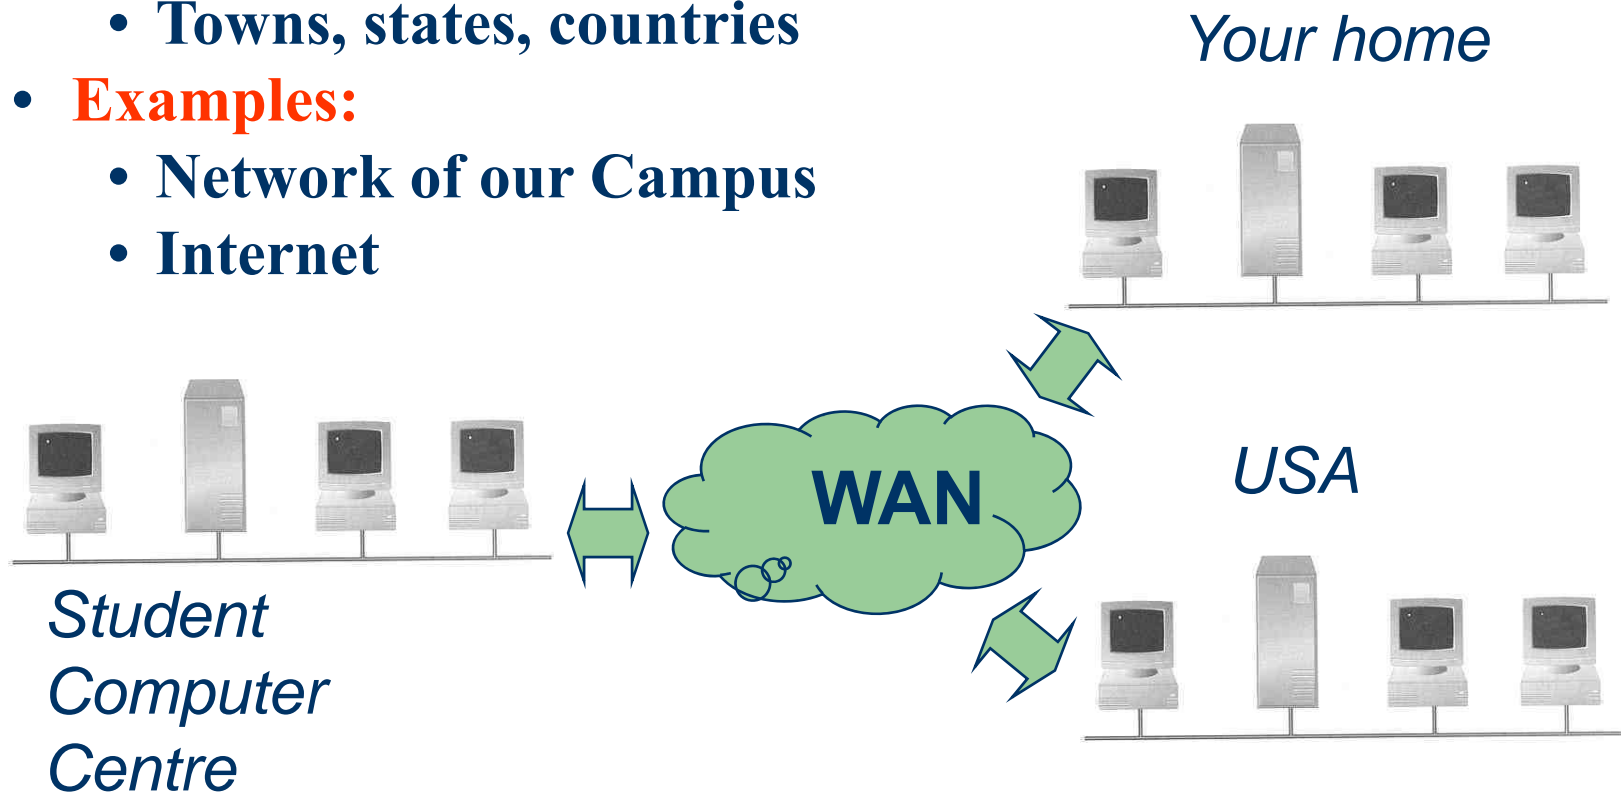 • Towns, states, countries
• Examples:
• Network of our Campus
• Internet
Your home
WAN
USA
Student
Computer
Centre